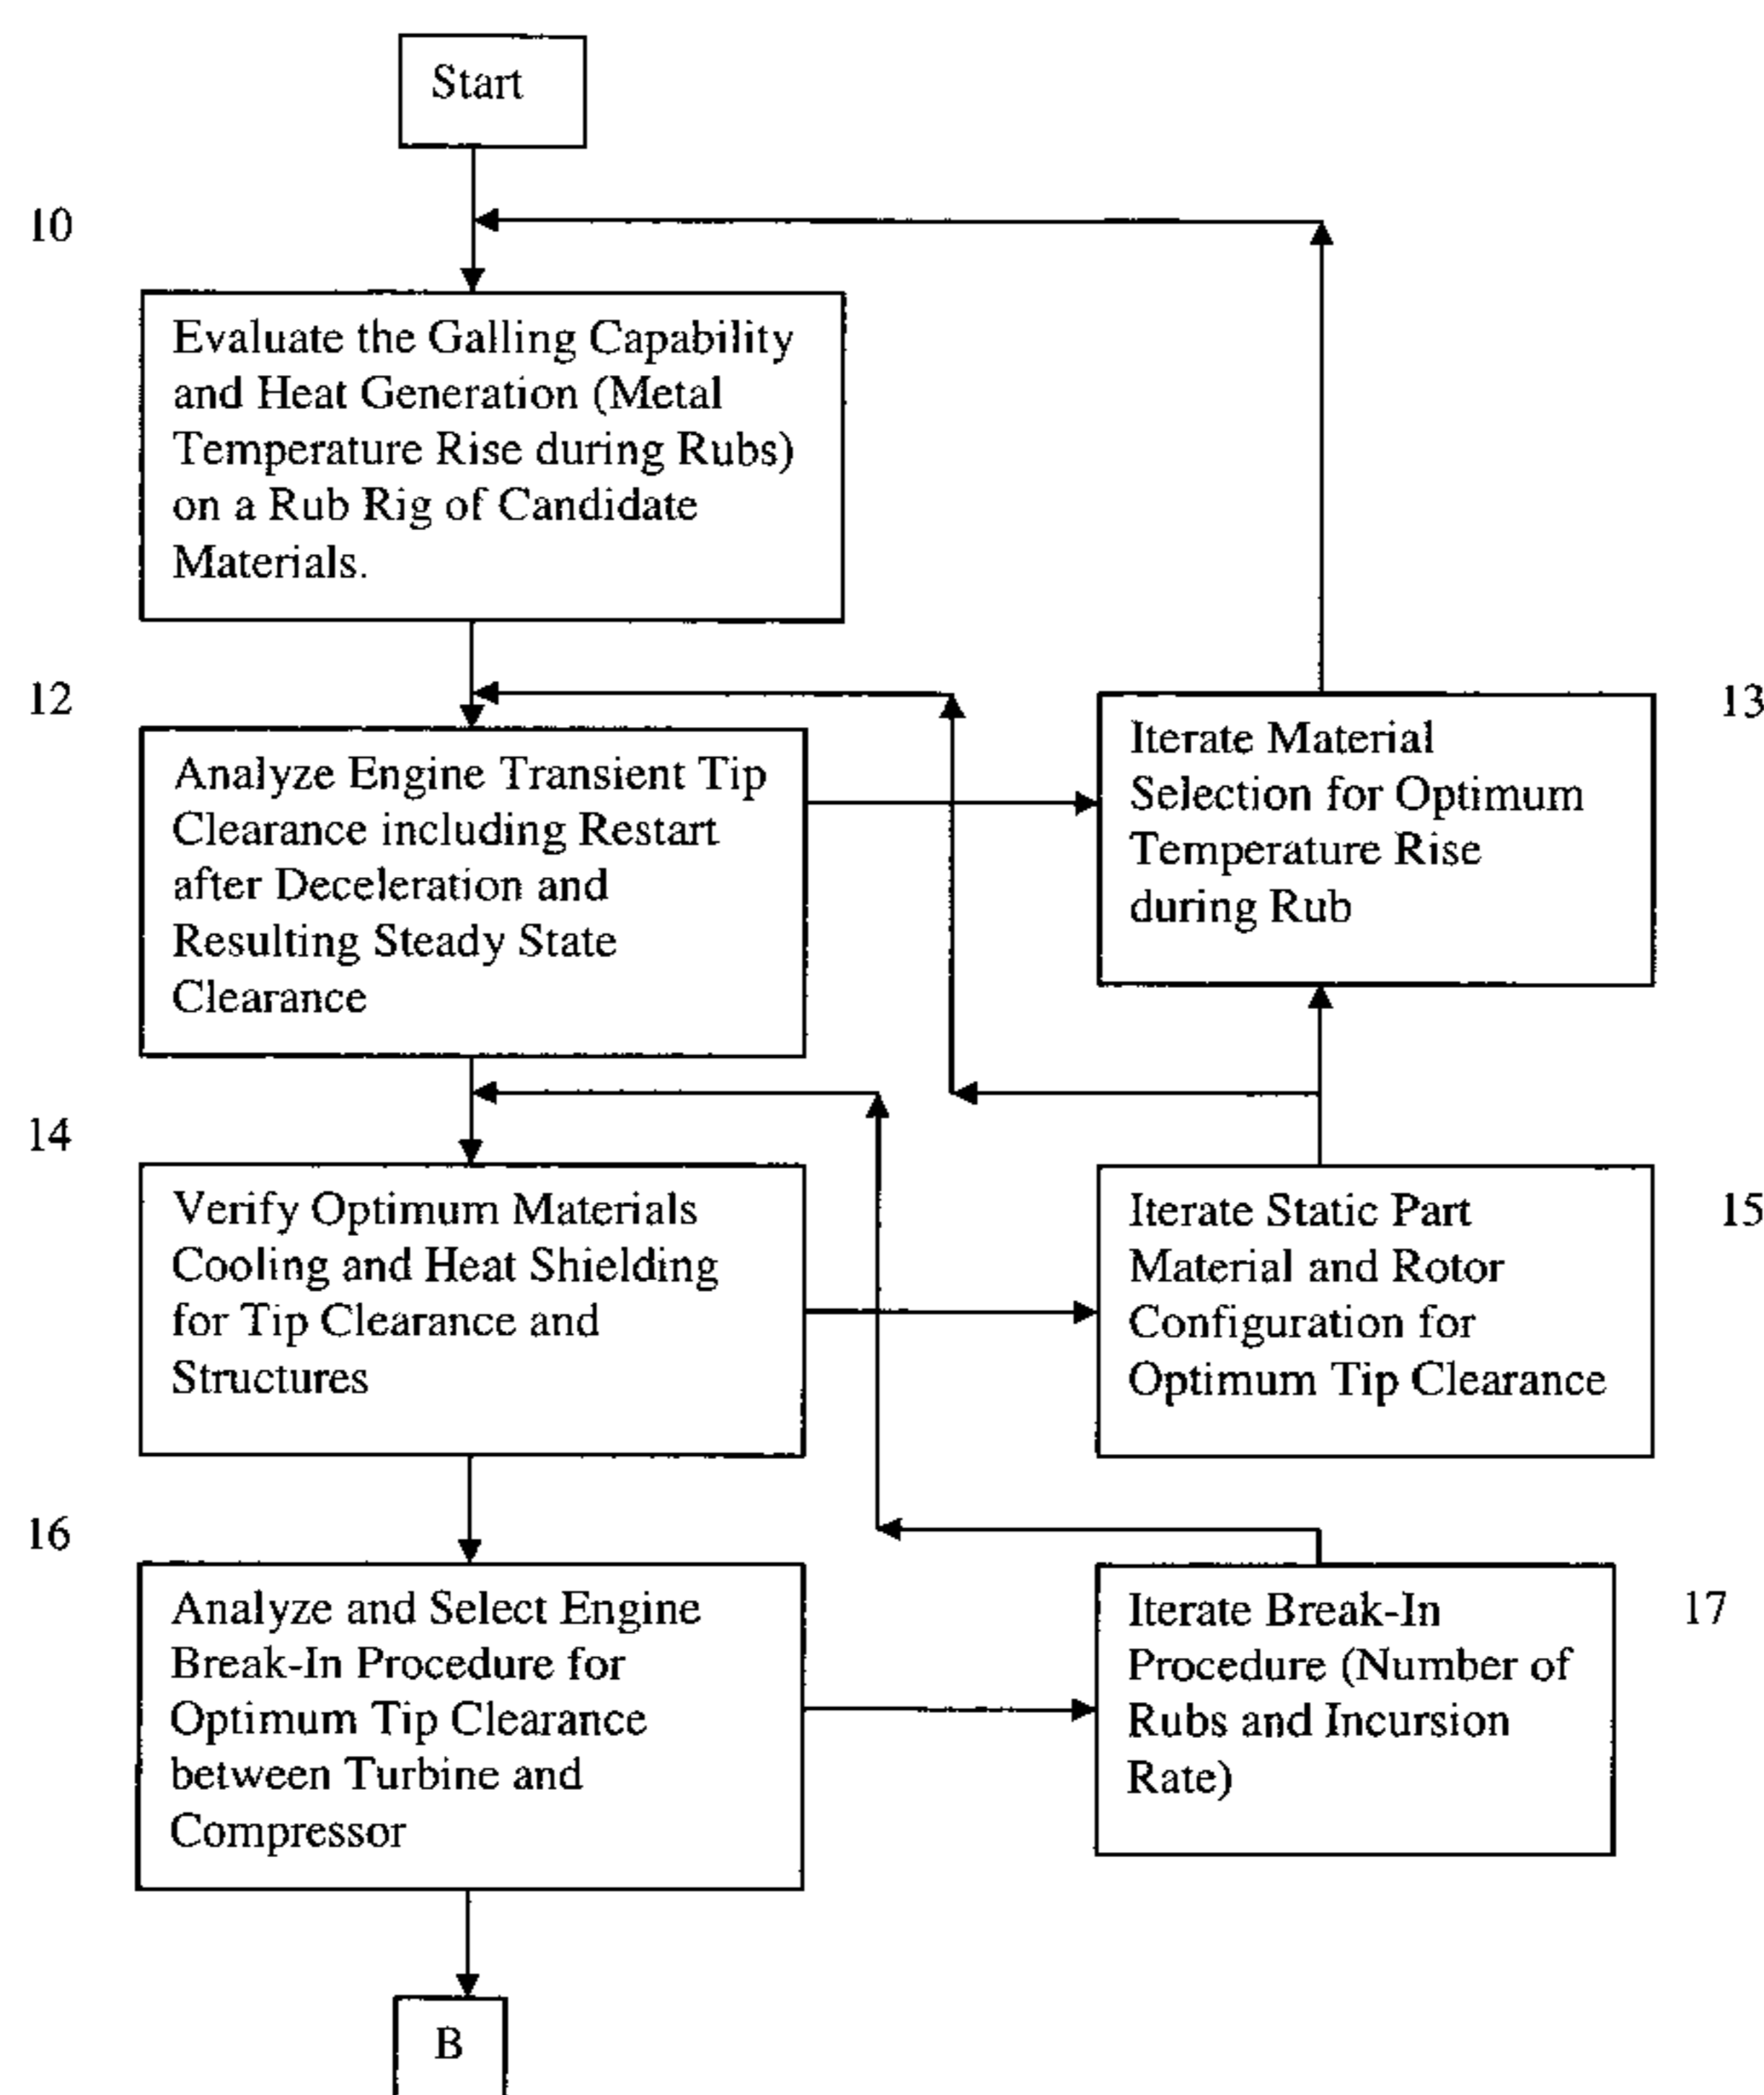 Start
10
Evaluate the Galling Capability
and Heat Generation (Metal
Temperature Rise during Rubs)
on a Rub Rig of Candidate
Materials.
12
Analyze Engine Transient Tip
Clearance including Restart
after Deceleration and
Resulting Steady State
Clearance
13
Iterate Material
Selection for Optimum
Temperature Rise
during Rub
14
Verify Optimum Materials
Cooling and Heat Shielding
for Tip Clearance and
Structures
15
Iterate Static Part
Material and Rotor
Configuration for
Optimum Tip Clearance
16
Analyze and Select Engine
Break-In Procedure for
Optimum Tip Clearance
between Turbine and
Compressor
17
Iterate Break-In
Procedure (Number of
Rubs and Incursion
Rate)
B